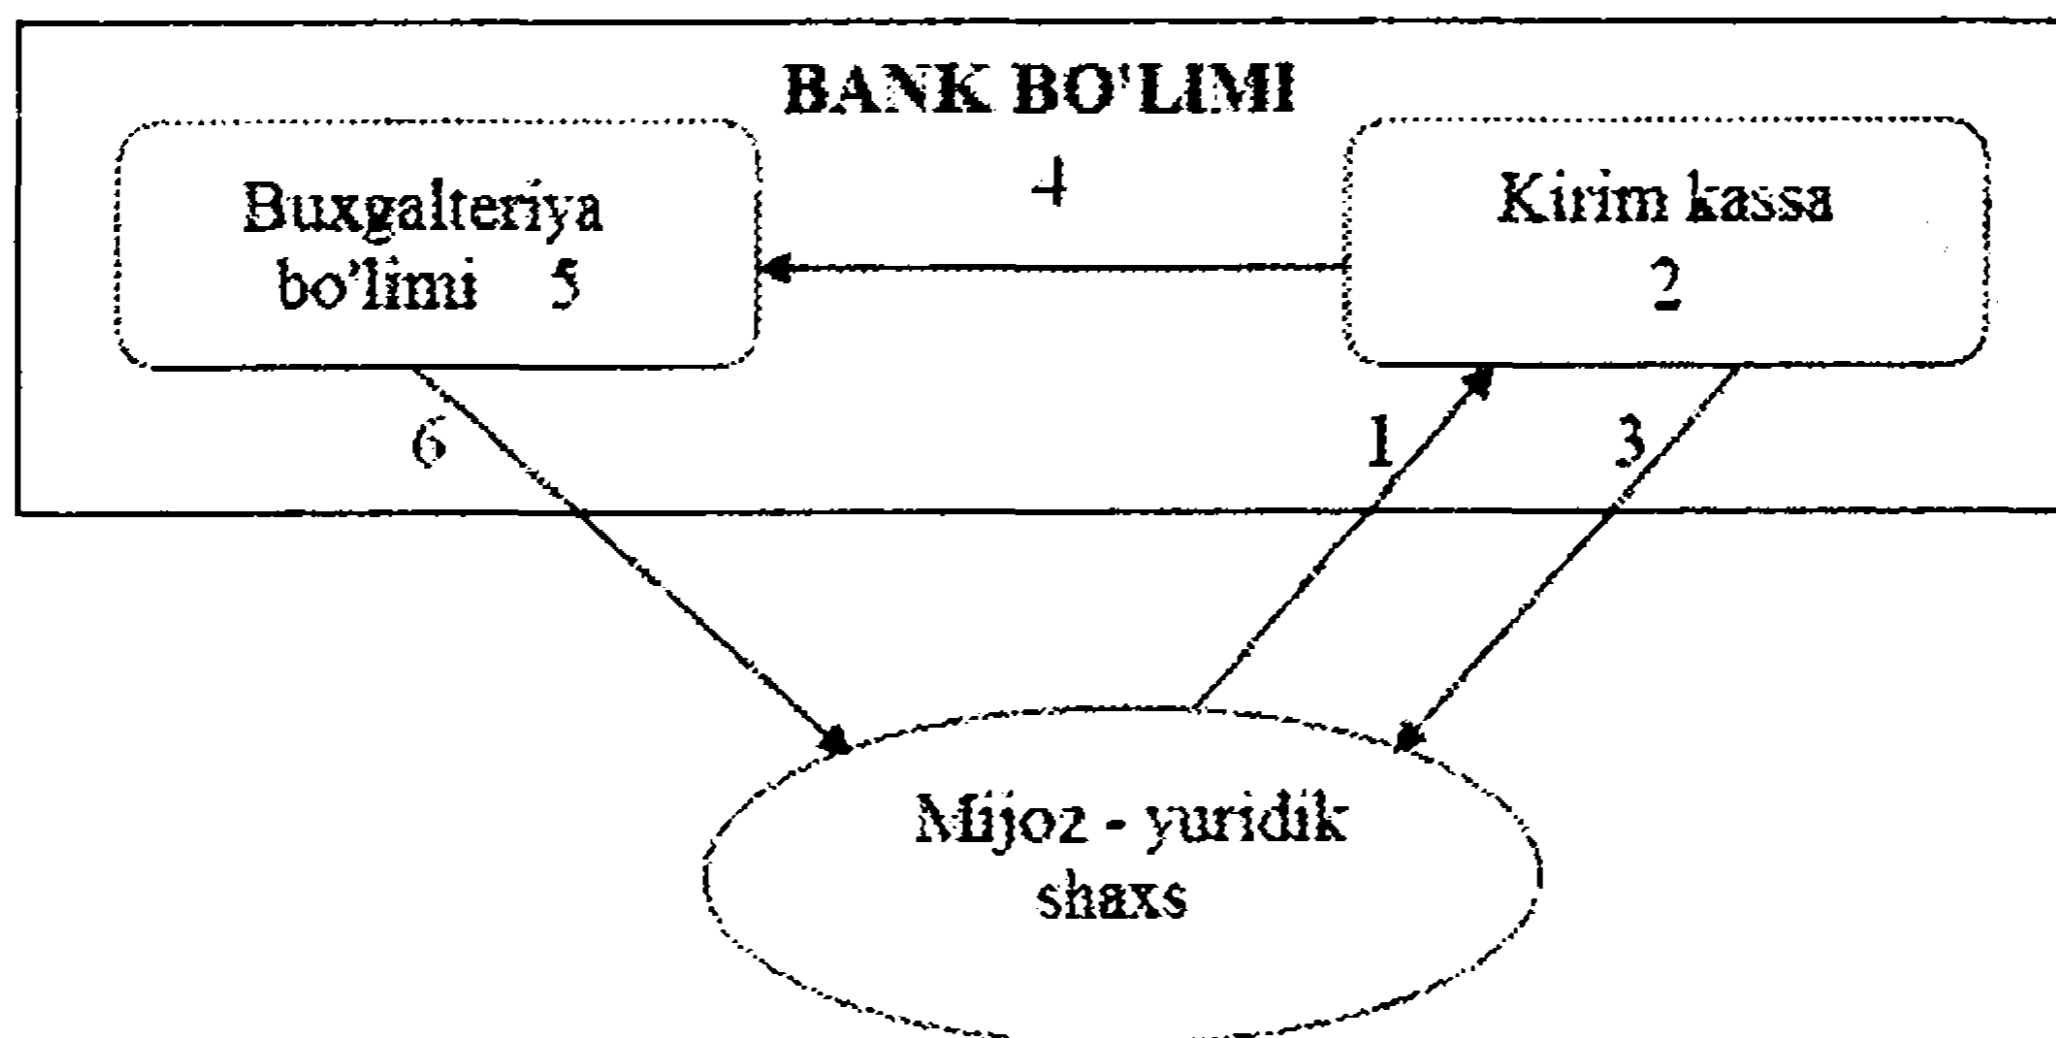 BANK BO'LIMI
4
Buxgalteriya
bo'limi 5
Kirim kassa
2
6
1
3
Mijoz - yuridik
shaxs